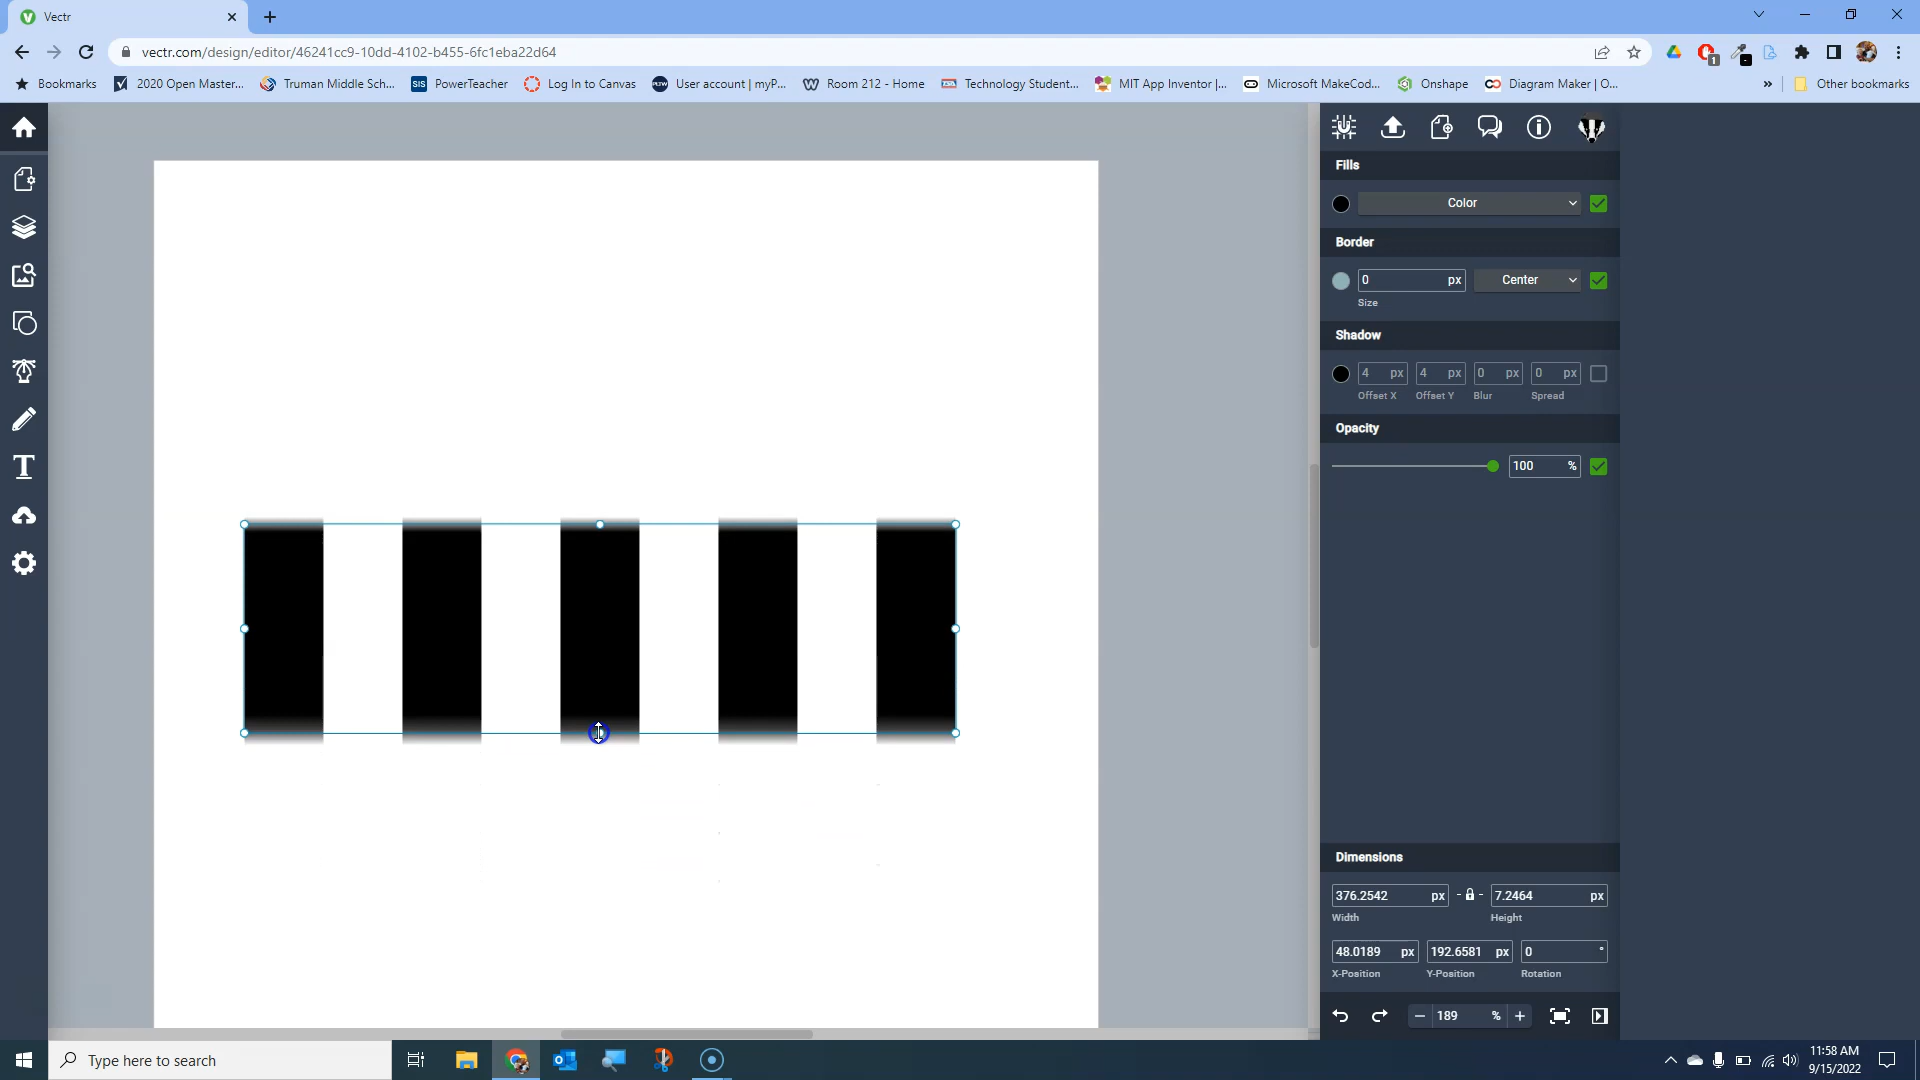 Vectr
vectr.com/design/editor/46241cc9-10dd-4102-b455-6fc1eba22d64
1
Bookmarks
2020 Open Master...
Truman Middle Sch...
SIS
PowerTeacher
Log In to Canvas
PLTW
User account | myP...
Room 212 - Home
Technology Student...
MIT App Inventor |...
Microsoft MakeCod...
Onshape
Diagram Maker | O...
»
Other bookmarks
Fills
Color
Border
0 px
Center
Size
Shadow
4 px
4 px
0 px
0 px
Offset X
Offset Y
Blur
Spread
Opacity
100 %
T
Dimensions
376.2542 px
7.2464 px
Width
Height
48.0189 px
192.6581 px
0 °
X-Position
Y-Position
Rotation
189 %
Type here to search
11:58 AM
9/15/2022